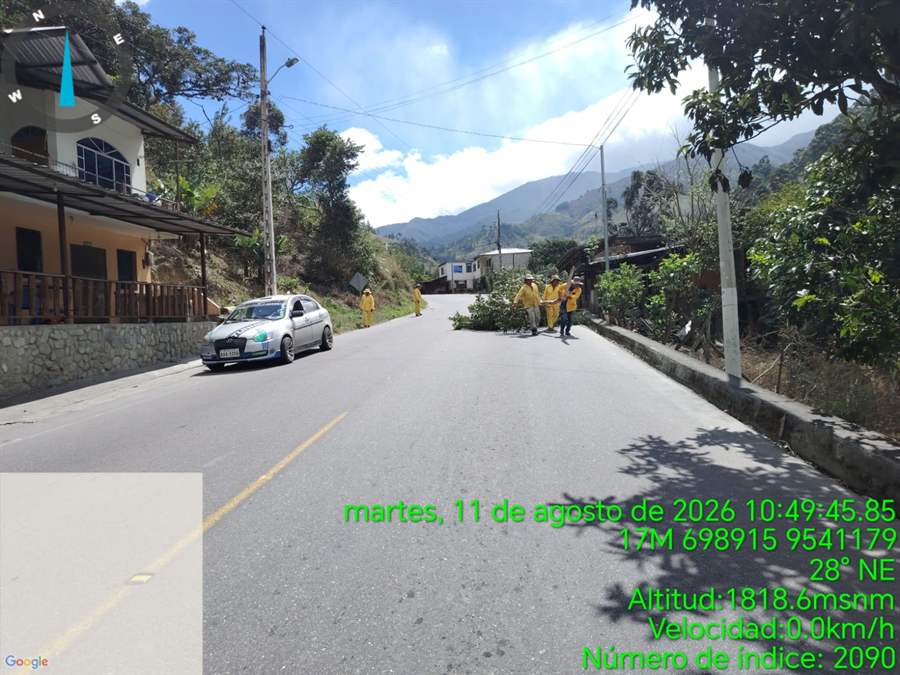 N
E
W
S
martes, 11 de agosto de 2026 10:49:45.85
17M 698915 9541179
28° NE
Altitud:1818.6msnm
Velocidad:0.0km/h
Número de índice: 2090
Google